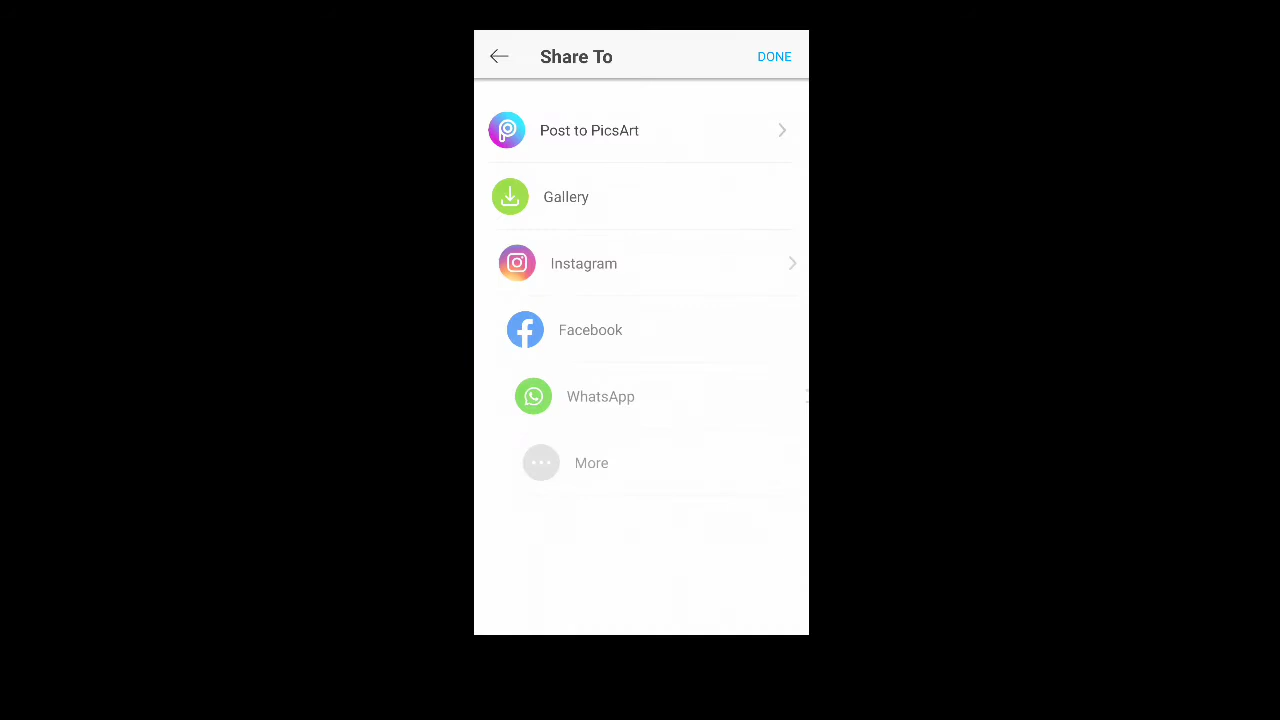 Share To
DONE
Post to PicsArt
Gallery
Instagram
Facebook
WhatsApp
More